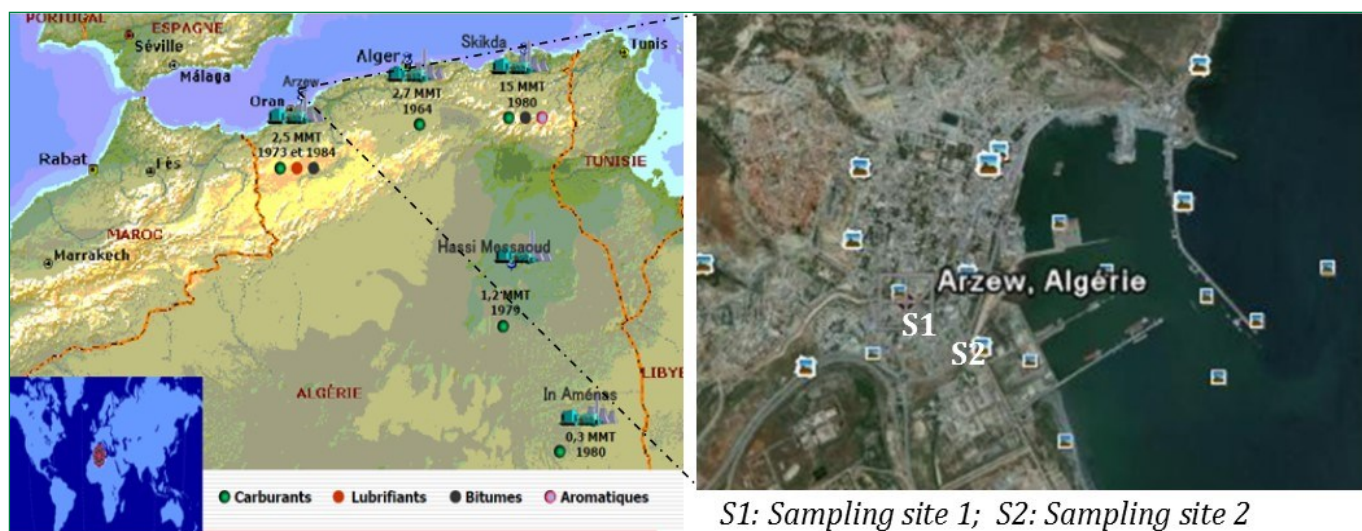 PORTUGAL
ESPAGNE
Séville
Málaga
Alger
Skikda
Tunis
Arzew
Oran
2,7 MMT
1964
15 MMT
1980
2,5 MMT
1973 et 1984
Rabat
Fès
TUNISIE
MAROC
Marrakech
Hassi Messaoud
1,2 MMT
1979
ALGÉRIE
LIBYE
In Aménas
0,3 MMT
1980
Carburants Lubrifiants Bitumes Aromatiques
Arzew, Algérie
S1
S2
S1: Sampling site 1; S2: Sampling site 2